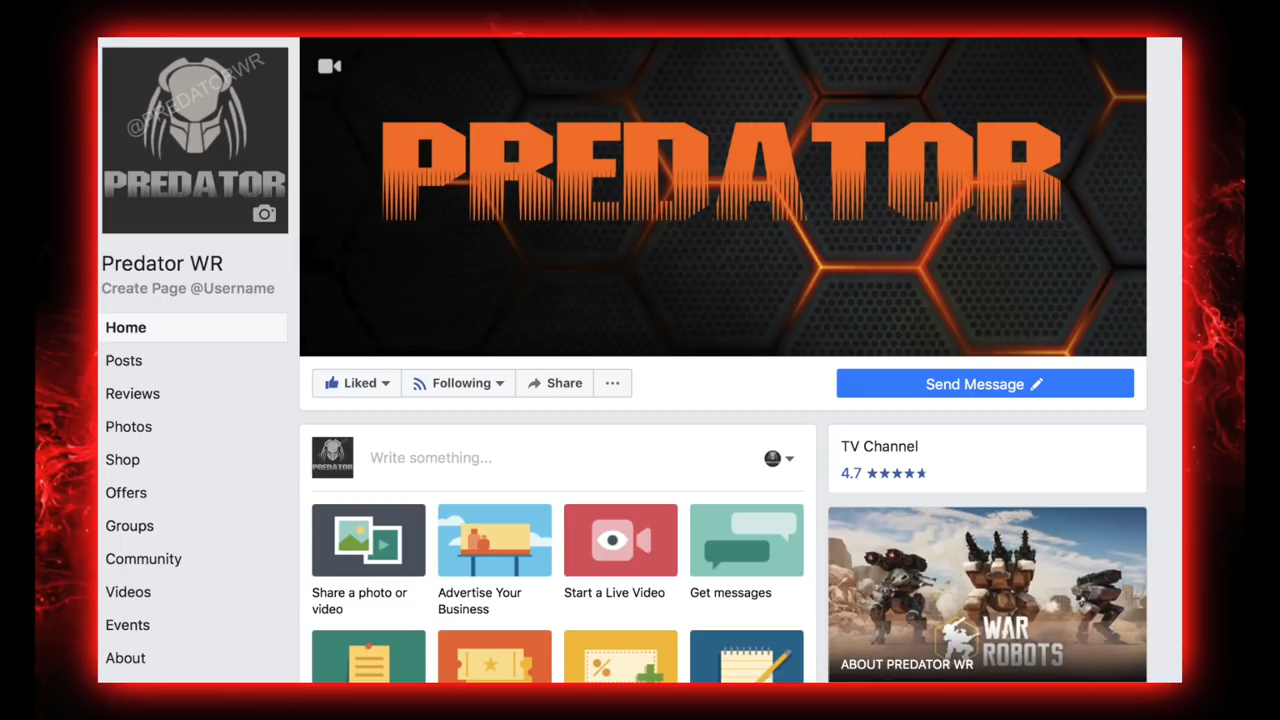 @PREDATORWR
PREDATOR
Predator WR
Create Page @Username
Home
Posts
Reviews
Photos
Shop
Offers
Groups
Community
Videos
Events
About
PREDATOR
Liked
Following
Share
...
Send Message
PREDATOR
Write something...
Share a photo or
video
Advertise Your
Business
Start a Live Video
Get messages
TV Channel
4.7 ★★★★★
WAR
ROBOTS
ABOUT PREDATOR WR